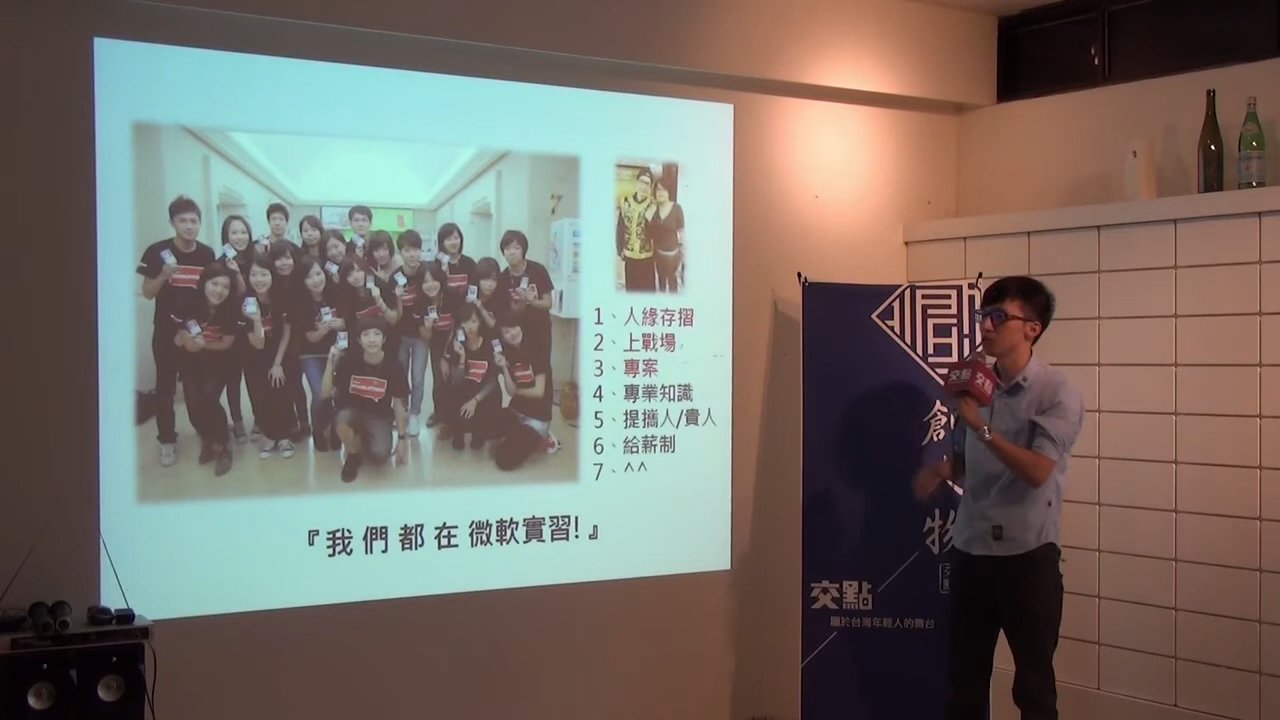 1、人緣存摺
2、上戰場
3、專案
4、專業知識
5、提攜人/貴人
6、給薪制
7、^^
『我們都在微軟實習!』
交點
創
物
交點
屬於台灣年輕人的舞台